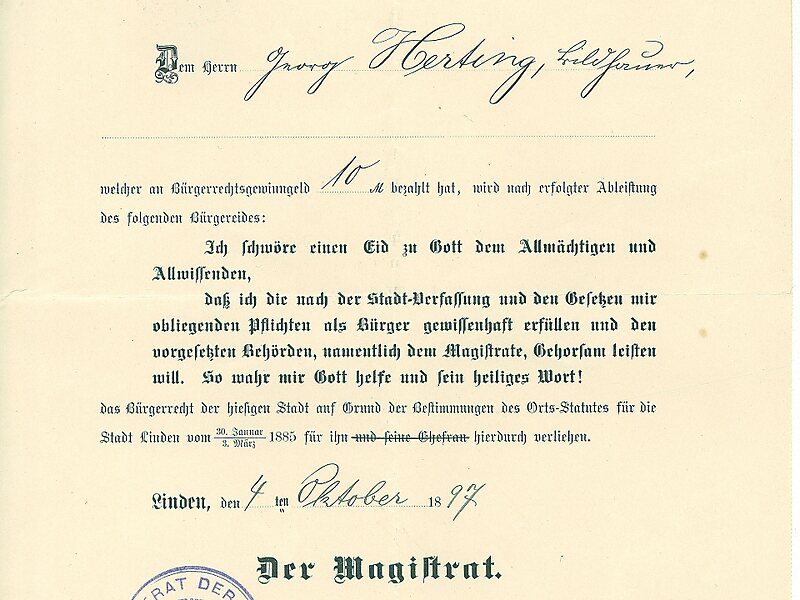 Dem Herrn Georg Herting, Bildhauer,
welcher an Bürgerrechtsgewinngeld 10 M bezahlt hat, wird nach erfolgter Ableistung
des folgenden Bürgereides:
Ich schwöre einen Eid zu Gott dem Allmächtigen und
Allwissenden,
daß ich die nach der Stadt-Verfassung und den Gesetzen mir
obliegenden Pflichten als Bürger gewissenhaft erfüllen und den
vorgesetzten Behörden, namentlich dem Magistrate, Gehorsam leisten
will. So wahr mir Gott helfe und sein heiliges Wort!
das Bürgerrecht der hiesigen Stadt auf Grund der Bestimmungen des Orts-Statutes für die
Stadt Linden vom 30. Januar / 3. März 1885 für ihn und seine Ehefrau hierdurch verliehen.
Linden, den 4 ten Oktober 1897
Der Magistrat.
RAT DER